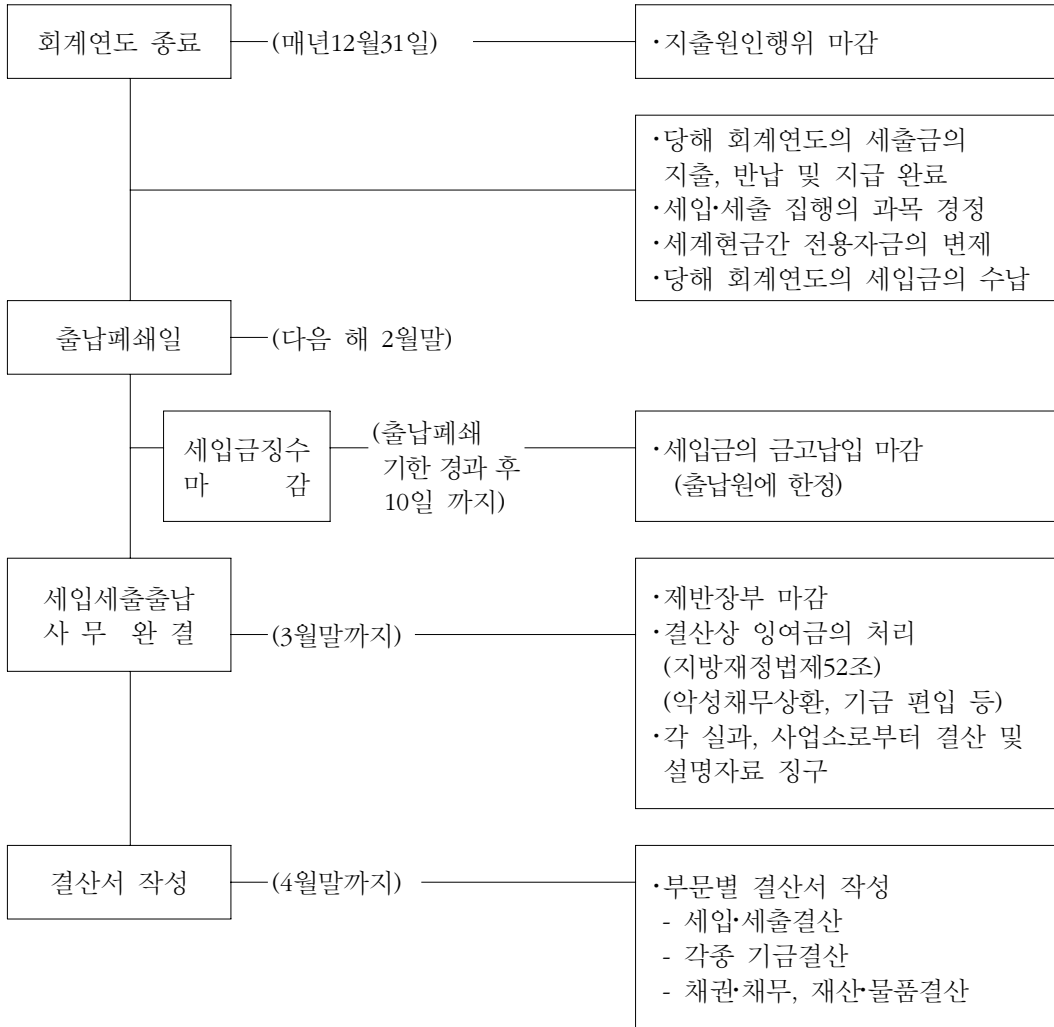 회계연도 종료
(매년12월31일)
·지출원인행위 마감
·당해 회계연도의 세출금의
지출, 반납 및 지급 완료
·세입·세출 집행의 과목 경정
·세계현금간 전용자금의 변제
·당해 회계연도의 세입금의 수납
출납폐쇄일
(다음 해 2월말)
세입금징수
마 감
(출납폐쇄
기한 경과 후
10일 까지)
·세입금의 금고납입 마감
(출납원에 한정)
세입세출출납
사 무 완 결
(3월말까지)
·제반장부 마감
·결산상 잉여금의 처리
(지방재정법제52조)
(악성채무상환, 기금 편입 등)
·각 실과, 사업소로부터 결산 및
설명자료 징구
결산서 작성
(4월말까지)
·부문별 결산서 작성
- 세입·세출결산
- 각종 기금결산
- 채권·채무, 재산·물품결산